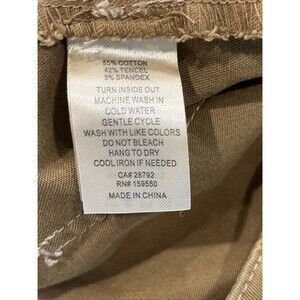 55% COTTON
42% TENCEL
3% SPANDEX
TURN INSIDE OUT
MACHINE WASH IN
COLD WATER
GENTLE CYCLE
WASH WITH LIKE COLORS
DO NOT BLEACH
HANG TO DRY
COOL IRON IF NEEDED
CA# 28792
RN# 159550
MADE IN CHINA